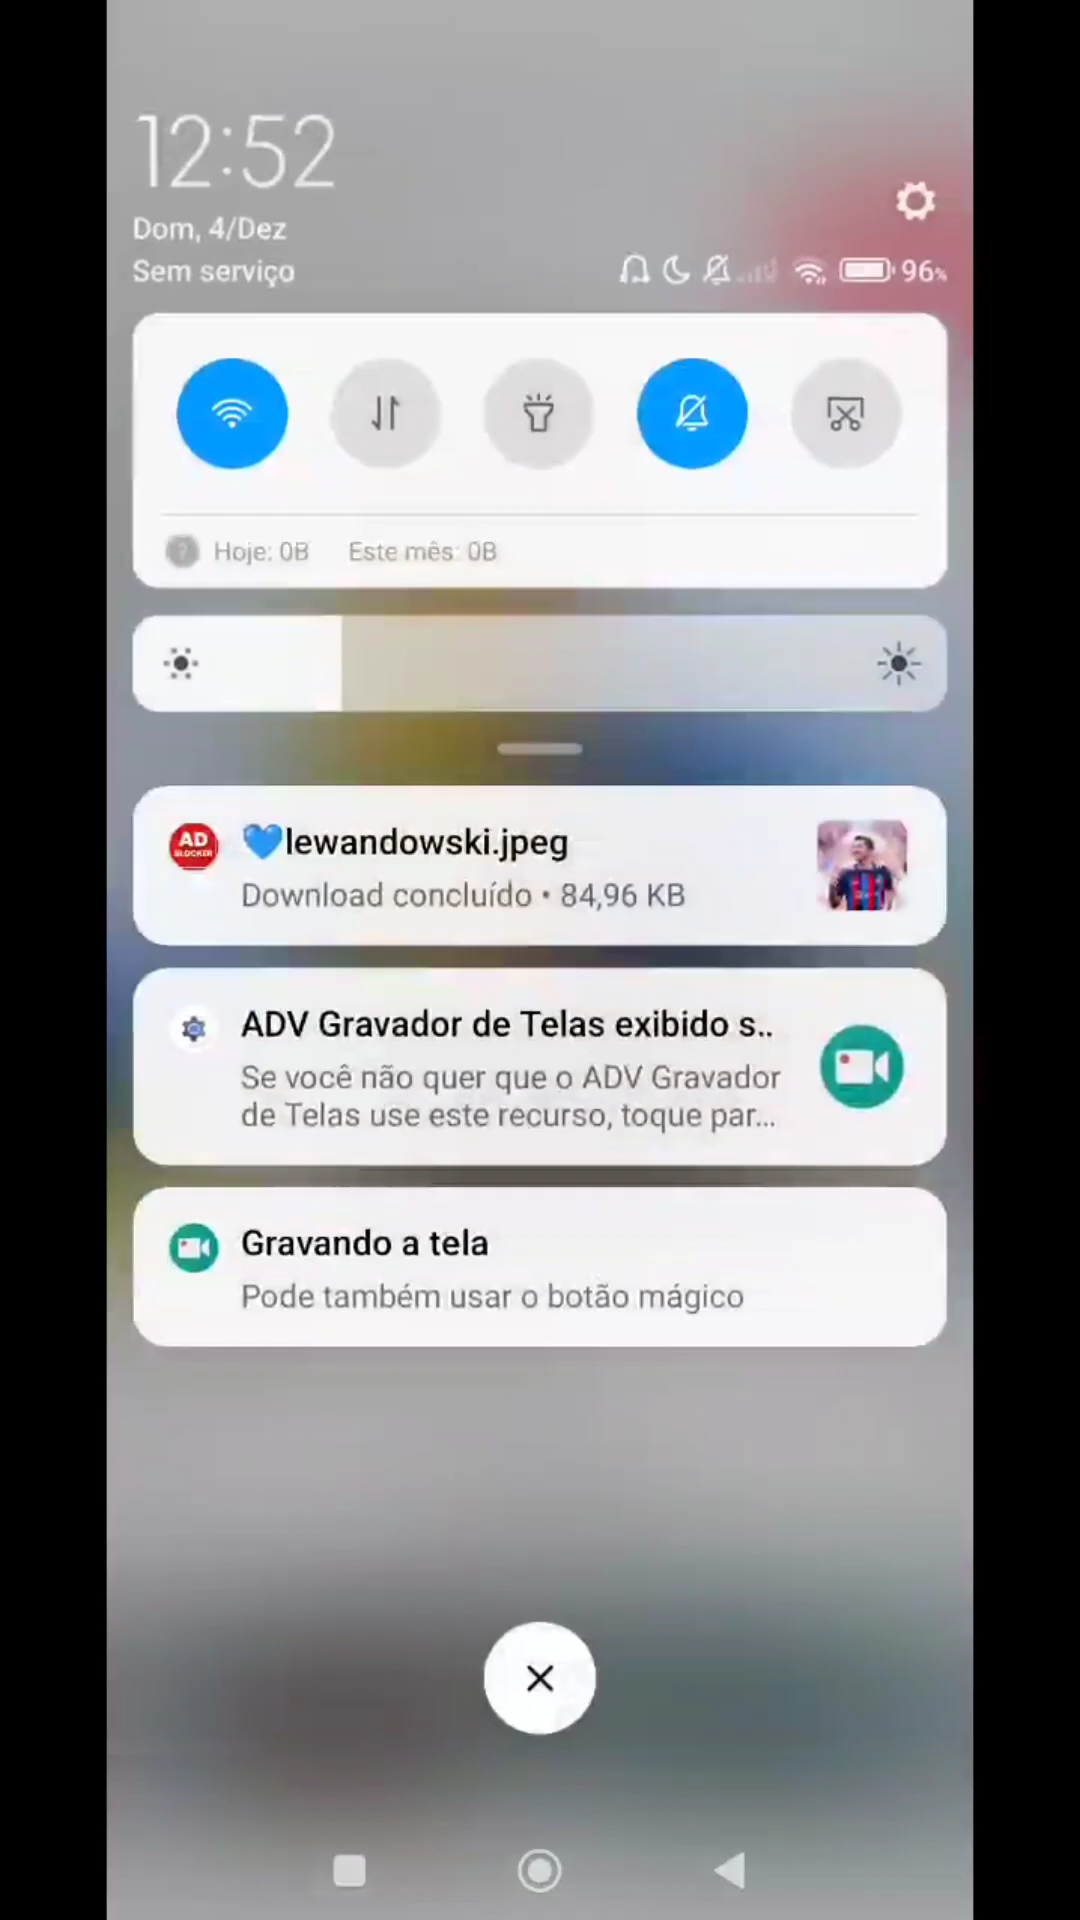 12:52
Dom, 4/Dez
Sem serviço
96%
Hoje: 0B Este mês: 0B
AD BLOCKER
💙lewandowski.jpeg
Download concluído • 84,96 KB
ADV Gravador de Telas exibido s..
Se você não quer que o ADV Gravador
de Telas use este recurso, toque par...
Gravando a tela
Pode também usar o botão mágico